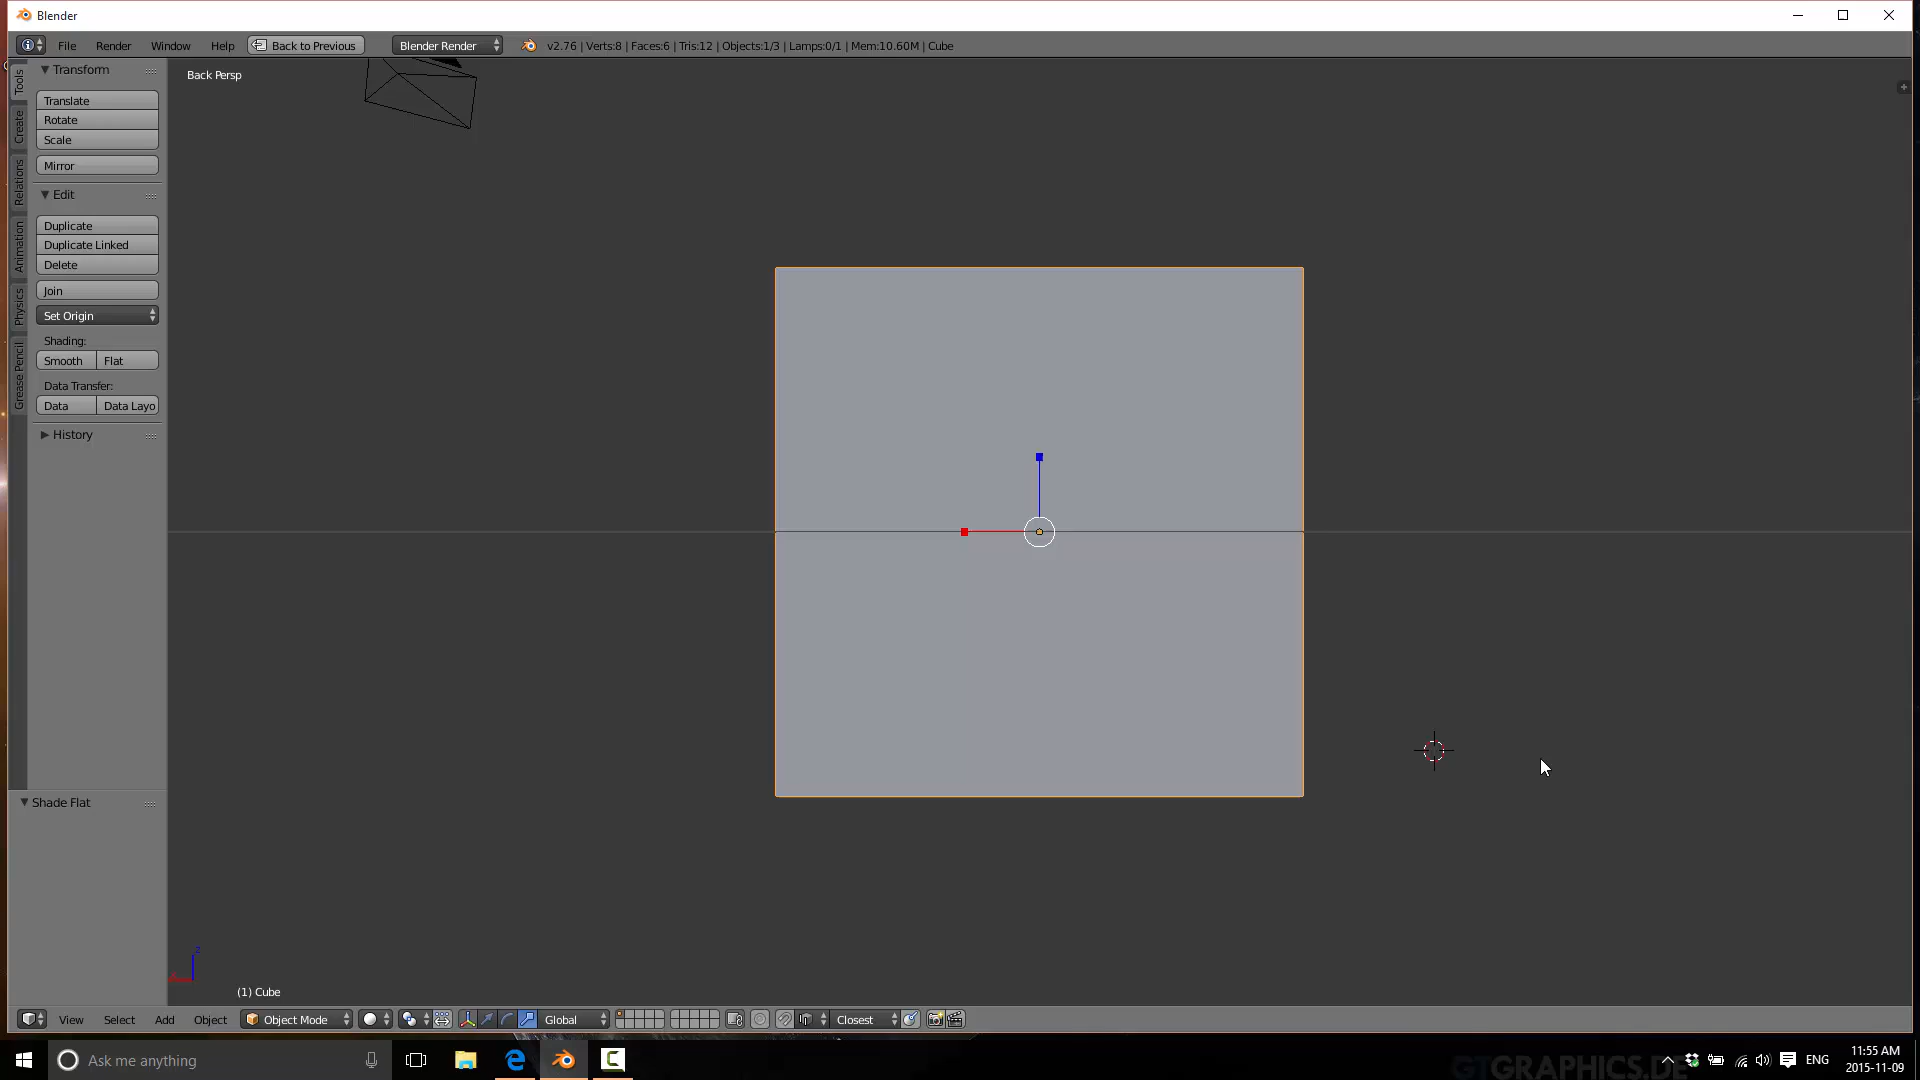 Blender
File Render Window Help Back to Previous Blender Render v2.76 | Verts:8 | Faces:6 | Tris:12 | Objects:1/3 | Lamps:0/1 | Mem:10.60M | Cube
Tools
Create
Relations
Animation
Physics
Grease Pencil
Transform
Translate
Rotate
Scale
Mirror
Edit
Duplicate
Duplicate Linked
Delete
Join
Set Origin
Shading:
Smooth Flat
Data Transfer:
Data Data Layo
History
Shade Flat
Back Persp
z
x
(1) Cube
View Select Add Object Object Mode Global Closest
Ask me anything
GTGRAPHICS.DE
ENG
11:55 AM
2015-11-09